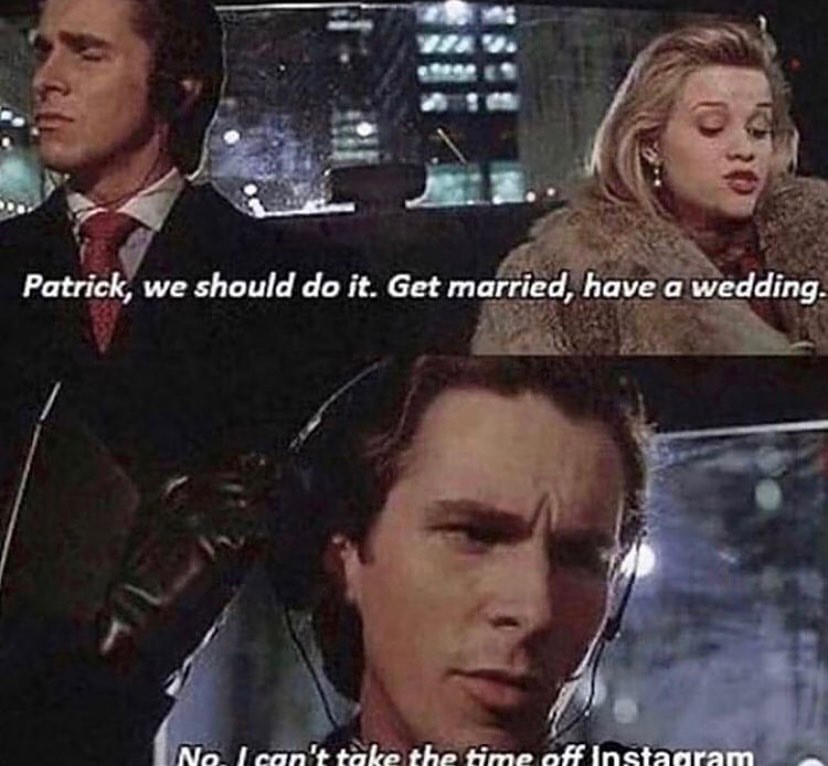 Patrick, we should do it. Get married, have a wedding.
No, I can't take the time off Instagram